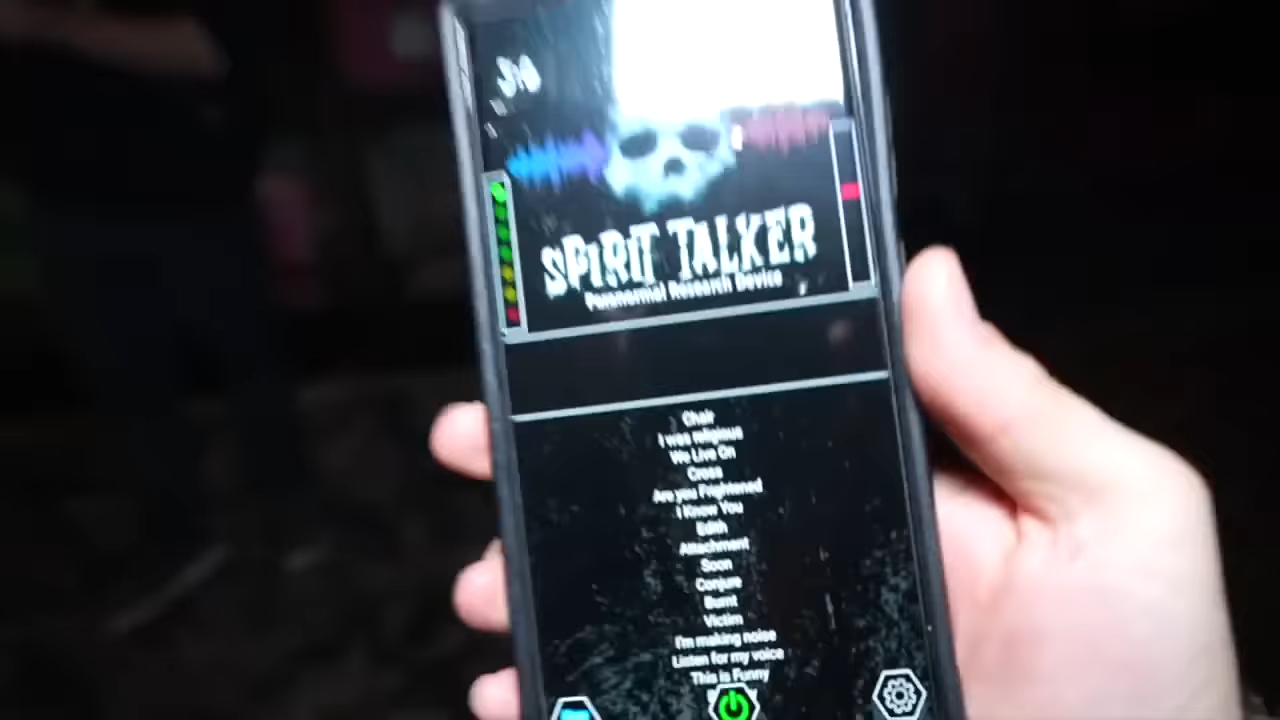 SPIRIT TALKER
Paranormal Research Device
Chair
I was religious
We Live On
Cross
Are you Frightened
I Know You
Edith
Attachment
Soon
Conjure
Burnt
Victim
I'm making noise
Listen for my voice
This is Funny